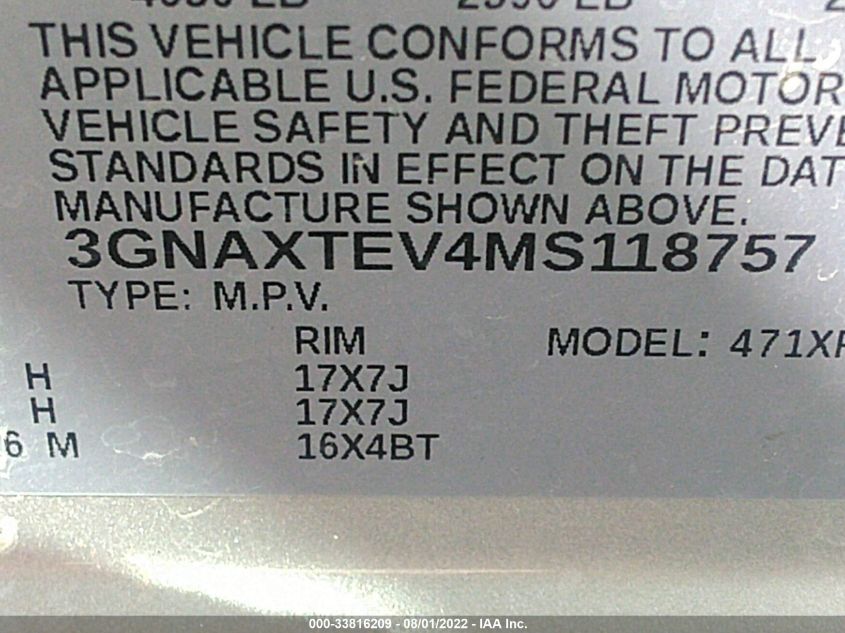 THIS VEHICLE CONFORMS TO ALL
APPLICABLE U.S. FEDERAL MOTOR
VEHICLE SAFETY AND THEFT PREVE
STANDARDS IN EFFECT ON THE DAT
MANUFACTURE SHOWN ABOVE.
3GNAXTEV4MS118757
TYPE: M.P.V.
RIM MODEL: 471XF
H 17X7J
H 17X7J
6 M 16X4BT
000-33816209 - 08/01/2022 - IAA Inc.